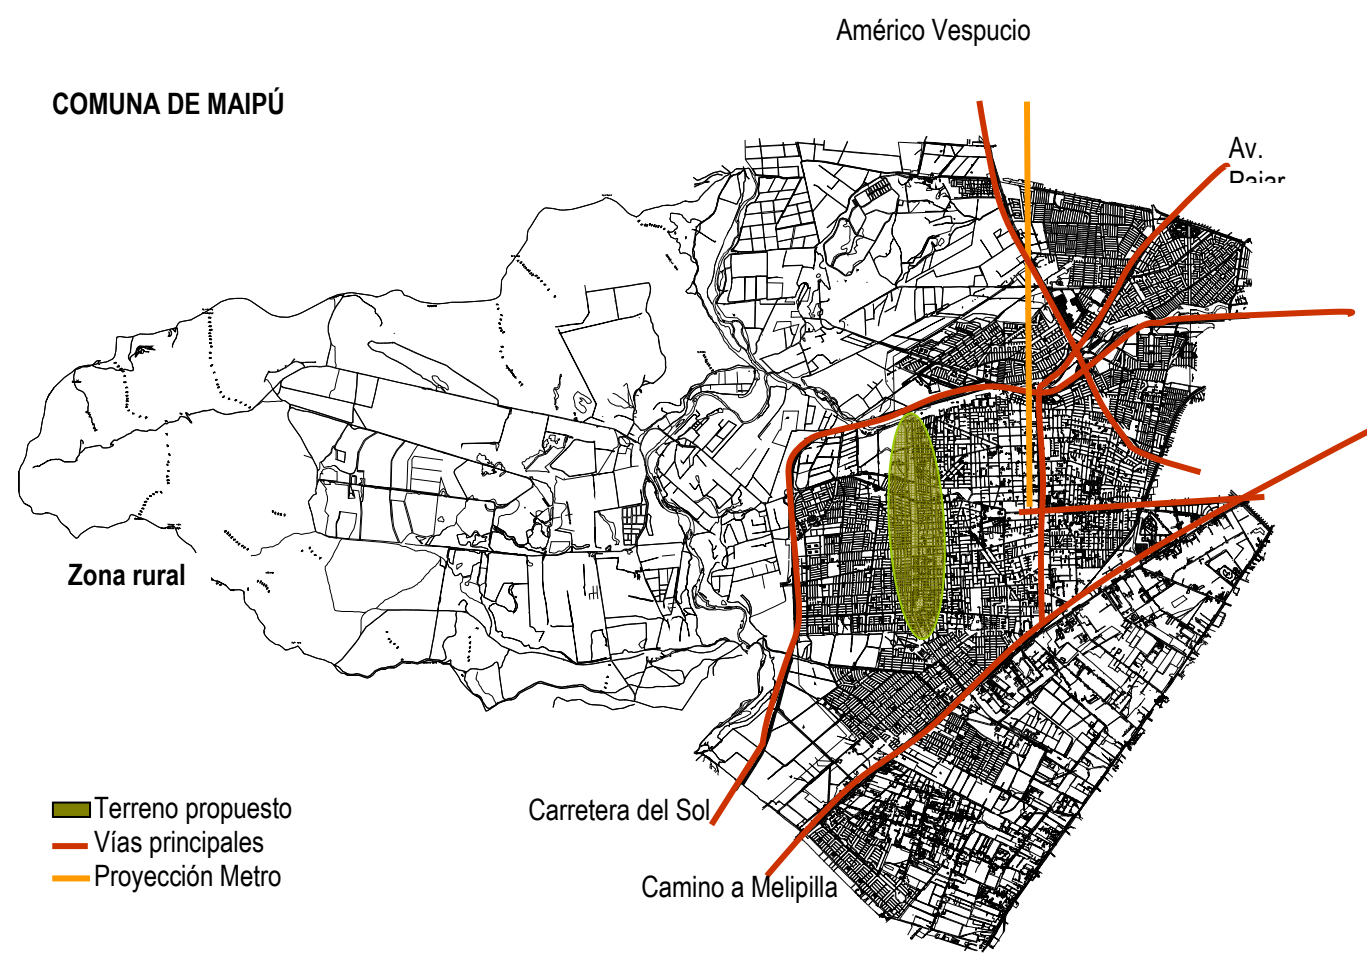 Américo Vespucio
COMUNA DE MAIPÚ
Av.
Pajar
Zona rural
Terreno propuesto
Vías principales
Proyección Metro
Carretera del Sol
Camino a Melipilla